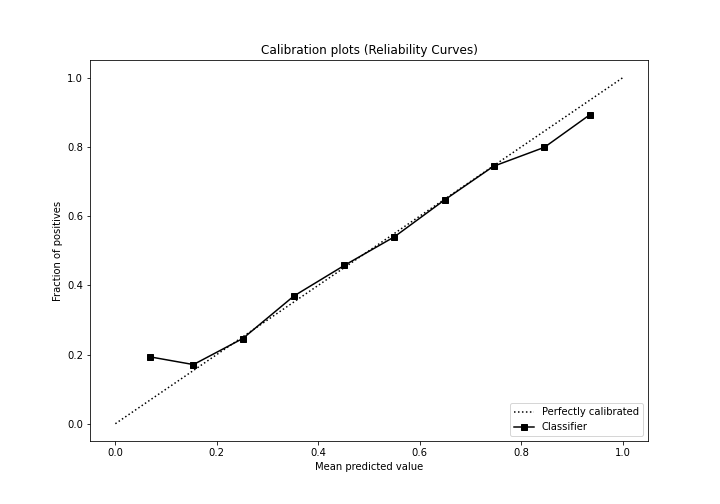 Calibration plots (Reliability Curves)
1.0
0.8
0.6
0.4
0.2
0.0
Fraction of positives
0.0 0.2 0.4 0.6 0.8 1.0
Mean predicted value
Perfectly calibrated
Classifier